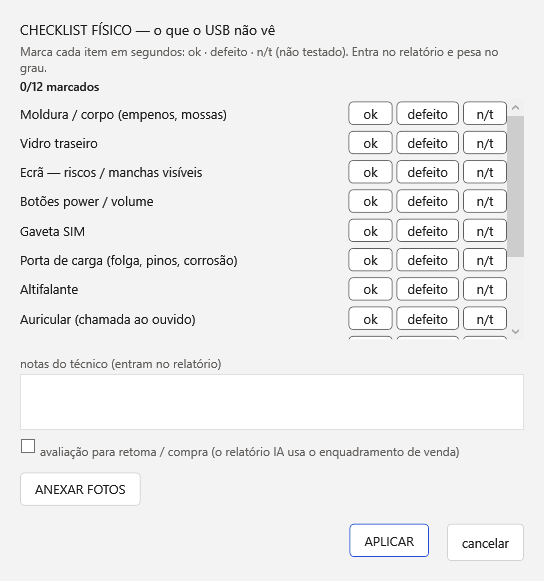 CHECKLIST FÍSICO — o que o USB não vê
Marca cada item em segundos: ok · defeito · n/t (não testado). Entra no relatório e pesa no
grau.
0/12 marcados
Moldura / corpo (empenos, mossas) ok defeito n/t
Vidro traseiro ok defeito n/t
Ecrã — riscos / manchas visíveis ok defeito n/t
Botões power / volume ok defeito n/t
Gaveta SIM ok defeito n/t
Porta de carga (folga, pinos, corrosão) ok defeito n/t
Altifalante ok defeito n/t
Auricular (chamada ao ouvido) ok defeito n/t
notas do técnico (entram no relatório)
avaliação para retoma / compra (o relatório IA usa o enquadramento de venda)
ANEXAR FOTOS
APLICAR cancelar